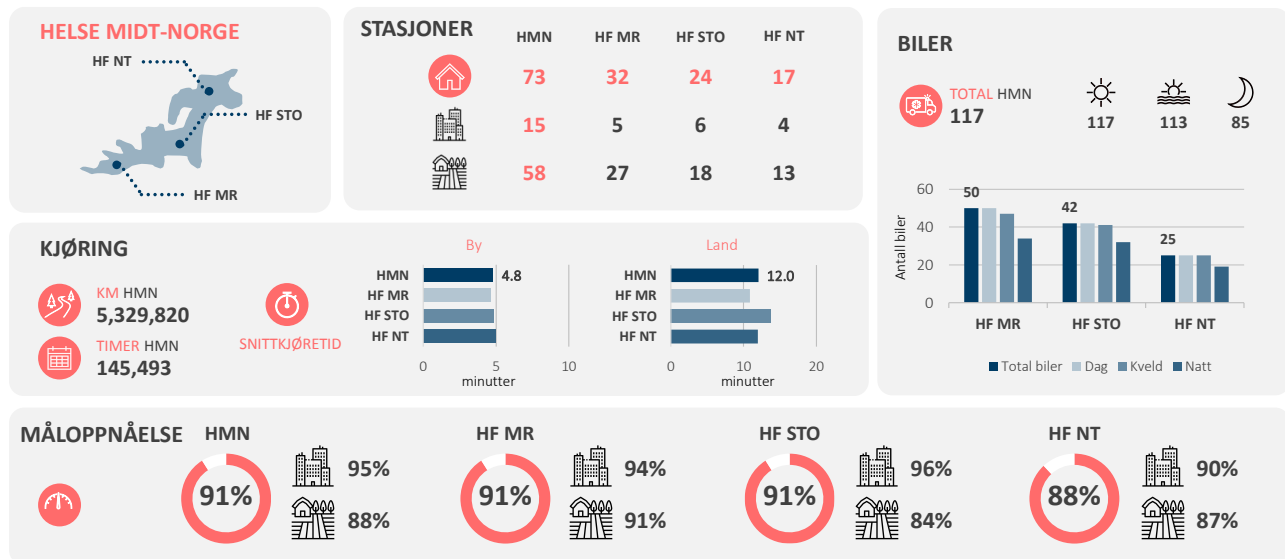 HELSE MIDT-NORGE
HF NT
HF STO
HF MR
STASJONER
HMN HF MR HF STO HF NT
73 32 24 17
15 5 6 4
58 27 18 13
BILER
TOTAL HMN
117
117 113 85
Antall biler
60
40
20
0
50
42
25
HF MR HF STO HF NT
Total biler Dag Kveld Natt
KJØRING
KM HMN
5,329,820
TIMER HMN
145,493
SNITTKJØRETID
By
HMN 4.8
HF MR
HF STO
HF NT
0 5 10
minutter
Land
HMN 12.0
HF MR
HF STO
HF NT
0 10 20
minutter
MÅLOPPNÅELSE
HMN
91%
95%
88%
HF MR
91%
94%
91%
HF STO
91%
96%
84%
HF NT
88%
90%
87%